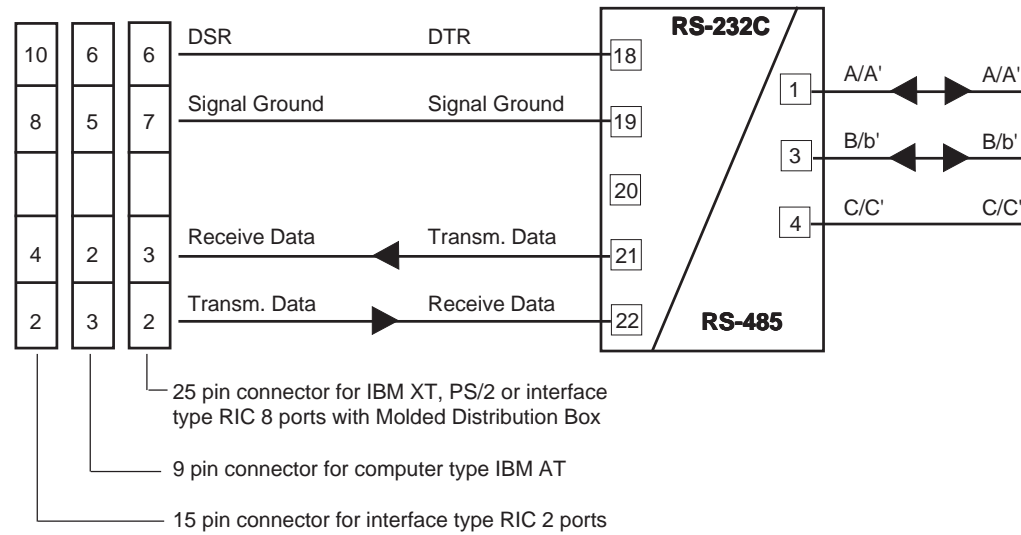 RS-232C
10 6 6 DSR DTR 18
1 A/A' A/A'
8 5 7 Signal Ground Signal Ground 19
3 B/b' B/b'
20
4 C/C' C/C'
4 2 3 Receive Data Transm. Data 21
2 3 2 Transm. Data Receive Data 22
RS-485
25 pin connector for IBM XT, PS/2 or interface
type RIC 8 ports with Molded Distribution Box
9 pin connector for computer type IBM AT
15 pin connector for interface type RIC 2 ports